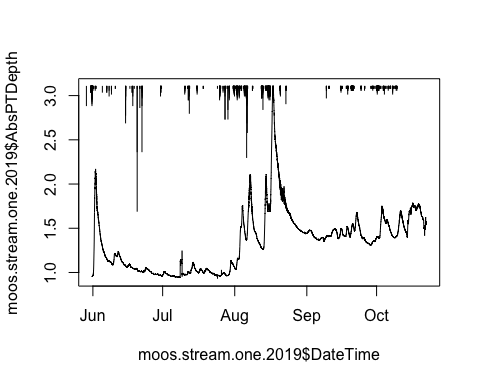 moos.stream.one.2019$AbsPTDepth
3.0
2.5
2.0
1.5
1.0
Jun Jul Aug Sep Oct
moos.stream.one.2019$DateTime